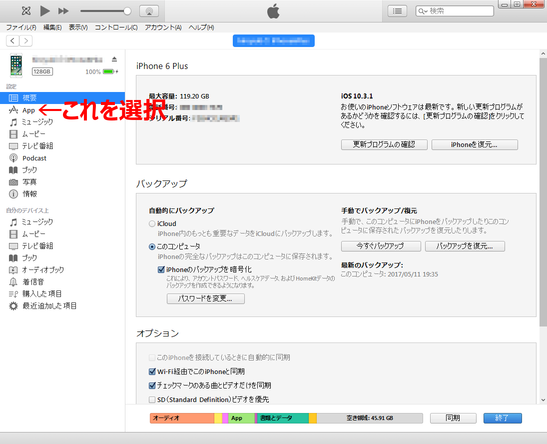 検索
ファイル(F) 編集(E) 表示(V) コントロール(C) アカウント(A) ヘルプ(H)
128GB 100%
設定
概要
App ←これを選択
ミュージック
ムービー
テレビ番組
Podcast
ブック
写真
情報
自分のデバイス上
ミュージック
ムービー
テレビ番組
ブック
オーディオブック
着信音
購入した項目
最近追加した項目
iPhone 6 Plus
最大容量: 119.20 GB
シリアル番号:
iOS 10.3.1
お使いのiPhoneソフトウェアは最新です。新しい更新プログラム
があるかどうかを確認するには、[更新プログラムの確認]をクリックして
ください。
更新プログラムの確認 iPhoneを復元...
バックアップ
自動的にバックアップ
iCloud
iPhone内のもっとも重要なデータをiCloudにバックアップします。
このコンピュータ
iPhoneの完全なバックアップはこのコンピュータに保存されます。
iPhoneのバックアップを暗号化
これにより、アカウントパスワード、ヘルスケアデータ、および HomeKitデータの
バックアップを作成できるようになります。
パスワードを変更...
手動でバックアップ/復元
手動で、このコンピュータにiPhoneをバックアップしたりこのコン
ピュータに保存されたバックアップを復元したりします。
今すぐバックアップ バックアップを復元...
最新のバックアップ:
このコンピュータ: 2017/05/11 19:35
オプション
このiPhoneを接続しているときに自動的に同期
Wi-Fi経由でこのiPhoneと同期
チェックマークのある曲とビデオだけを同期
SD(Standard Definition)ビデオを優先
オーディオ App 書類とデータ 空き領域: 45.91 GB 同期 終了